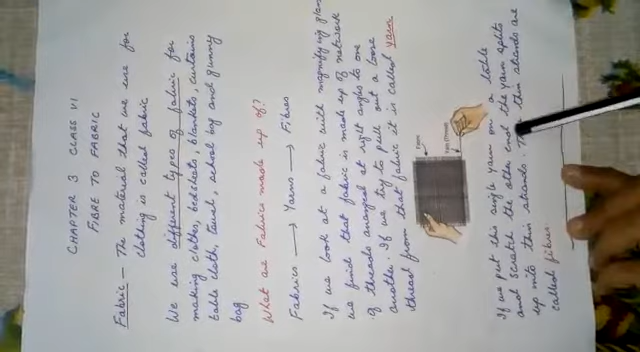 CHAPTER 3 CLASS VI
FIBRE TO FABRIC
Fabric - The material that we use for
clothing is called fabric
We use different types of fabric for
making clothes, bedsheets, blankets, curtains
table cloth, towel, school bag and gunny
bag
What are Fabrics made up of?
Fabrics → Yarns → Fibres
If we look at a fabric with magnifying glass
we find that fabric is made up of network
of threads arranged at right angles to one
another. If we try to pull out a loose
thread from that fabric it is called yarn
Fabric
If we put this single yarn on a table
and scratch the other end the yarn splits
up into thin strands. thin strands are
called fibres.